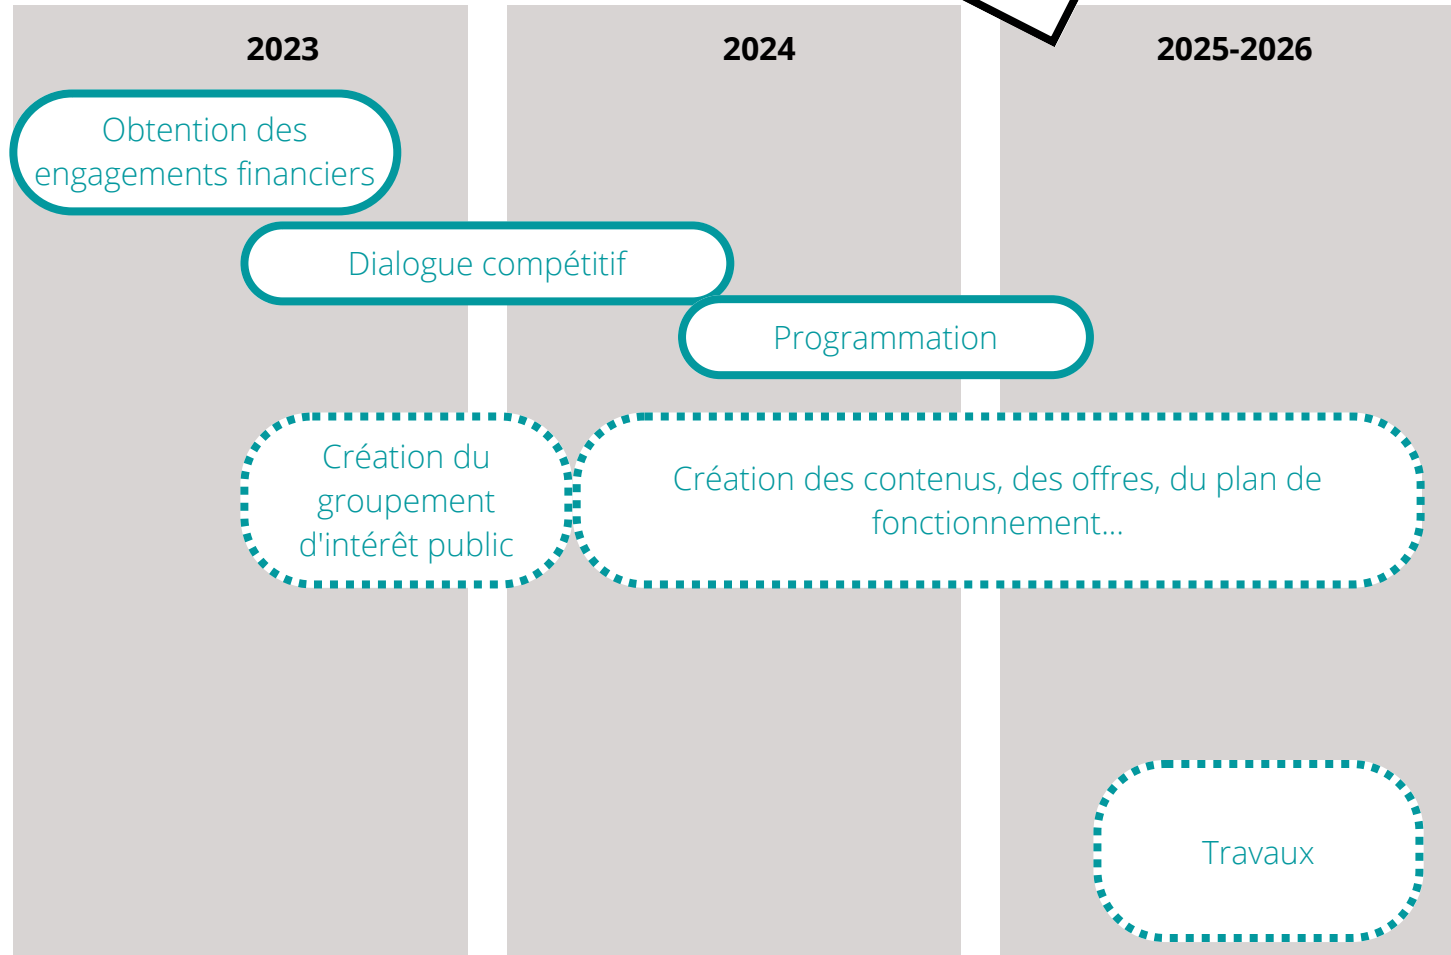 2023
2024
2025-2026
Obtention des
engagements financiers
Dialogue compétitif
Programmation
Création du
groupement
d'intérêt public
Création des contenus, des offres, du plan de
fonctionnement...
Travaux